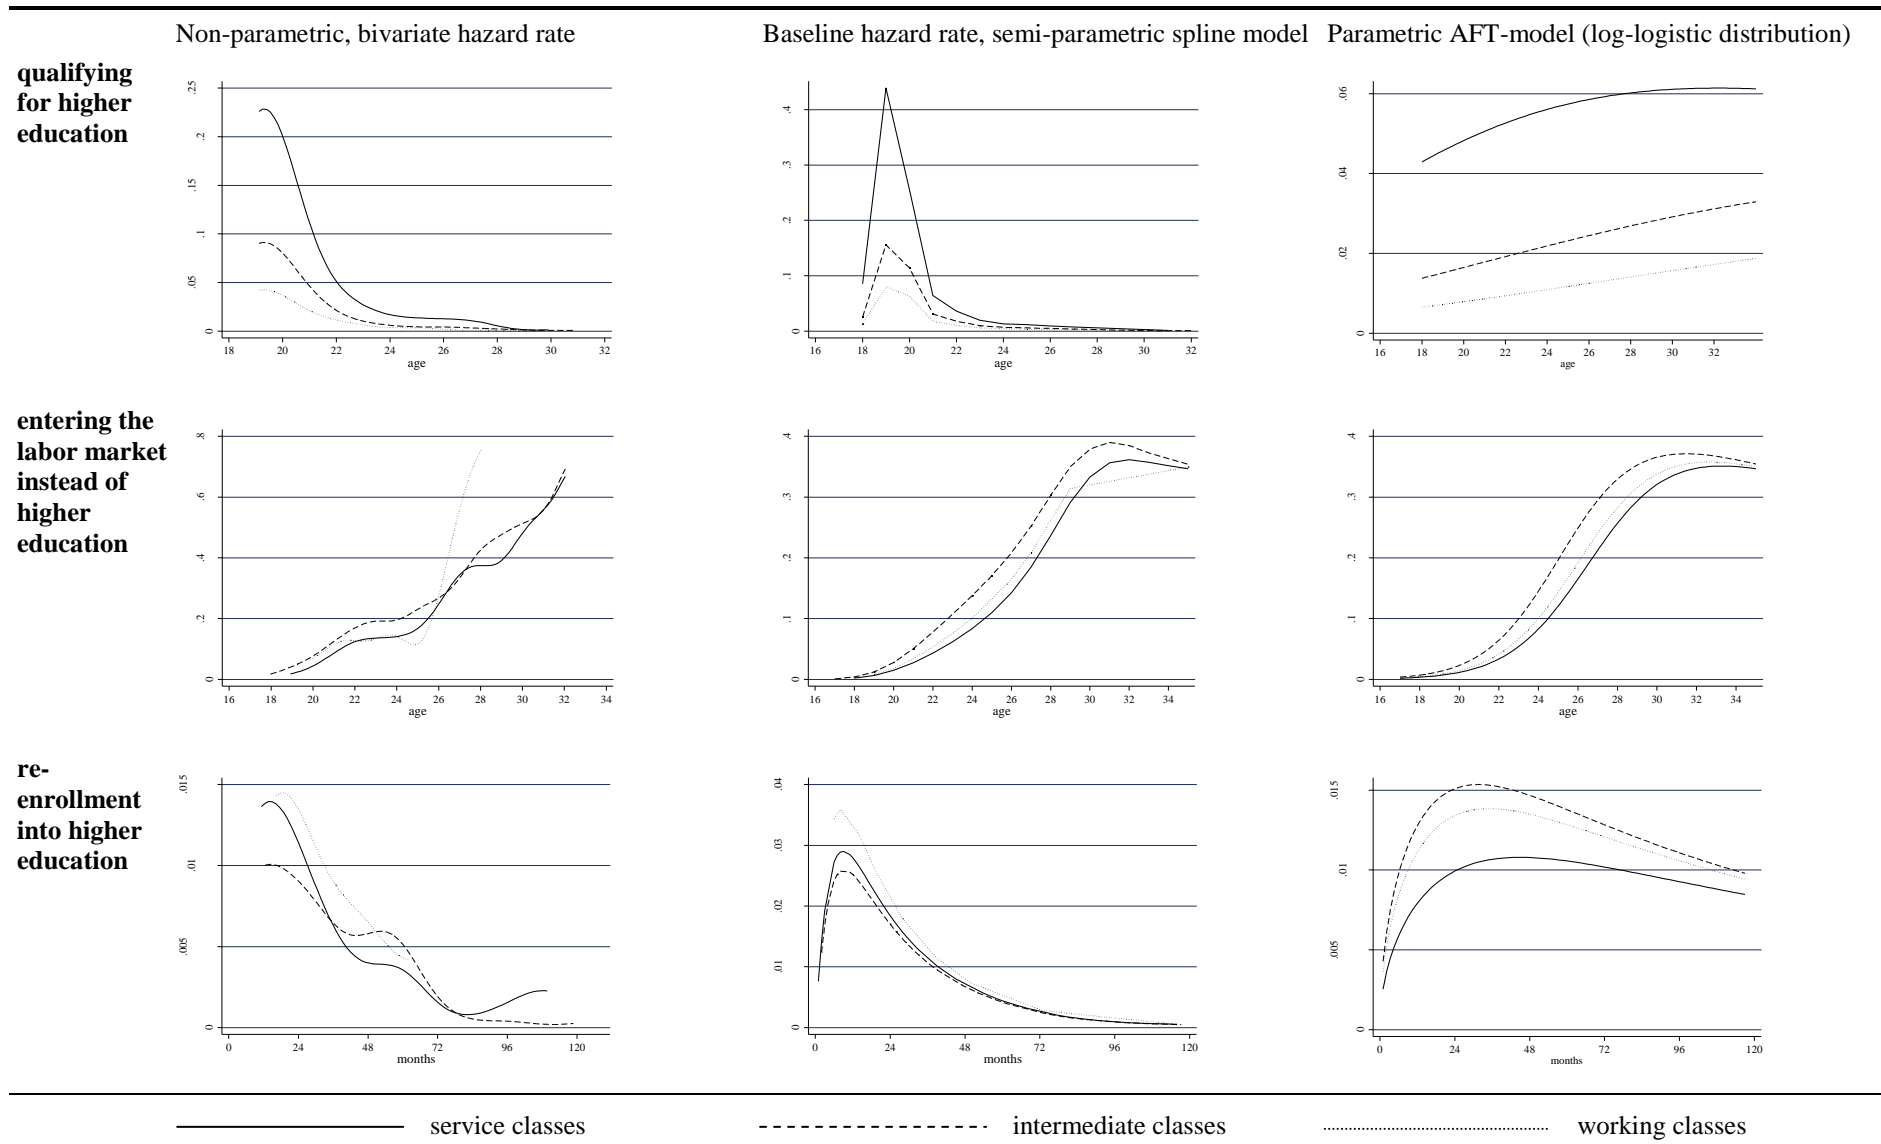 Non-parametric, bivariate hazard rate
Baseline hazard rate, semi-parametric spline model
Parametric AFT-model (log-logistic distribution)
qualifying
for higher
education
.25
.2
.15
.1
.05
0
18 20 22 24 26 28 30 32
age
.4
.3
.2
.1
0
16 18 20 22 24 26 28 30 32
age
.06
.04
.02
0
16 18 20 22 24 26 28 30 32
age
entering the
labor market
instead of
higher
education
.8
.6
.4
.2
0
16 18 20 22 24 26 28 30 32 34
age
.4
.3
.2
.1
0
16 18 20 22 24 26 28 30 32 34
age
.4
.3
.2
.1
0
16 18 20 22 24 26 28 30 32 34
age
re-
enrollment
into higher
education
.015
.01
.005
0
0 24 48 72 96 120
months
.04
.03
.02
.01
0
0 24 48 72 96 120
months
.015
.01
.005
0
0 24 48 72 96 120
months
service classes
intermediate classes
working classes